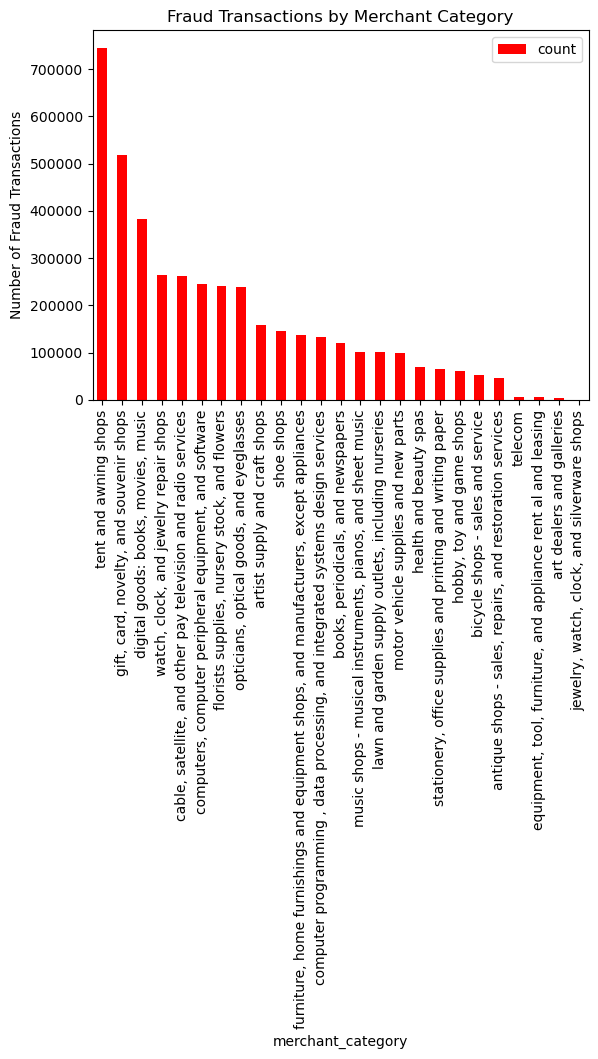 Fraud Transactions by Merchant Category
count
Number of Fraud Transactions
700000
600000
500000
400000
300000
200000
100000
0
tent and awning shops
gift, card, novelty, and souvenir shops
digital goods: books, movies, music
watch, clock, and jewelry repair shops
cable, satellite, and other pay television and radio services
computers, computer peripheral equipment, and software
florists supplies, nursery stock, and flowers
opticians, optical goods, and eyeglasses
artist supply and craft shops
shoe shops
furniture, home furnishings and equipment shops, and manufacturers, except appliances
computer programming , data processing, and integrated systems design services
books, periodicals, and newspapers
music shops - musical instruments, pianos, and sheet music
lawn and garden supply outlets, including nurseries
motor vehicle supplies and new parts
health and beauty spas
stationery, office supplies and printing and writing paper
hobby, toy and game shops
bicycle shops - sales and service
antique shops - sales, repairs, and restoration services
telecom
equipment, tool, furniture, and appliance rent al and leasing
art dealers and galleries
jewelry, watch, clock, and silverware shops
merchant_category